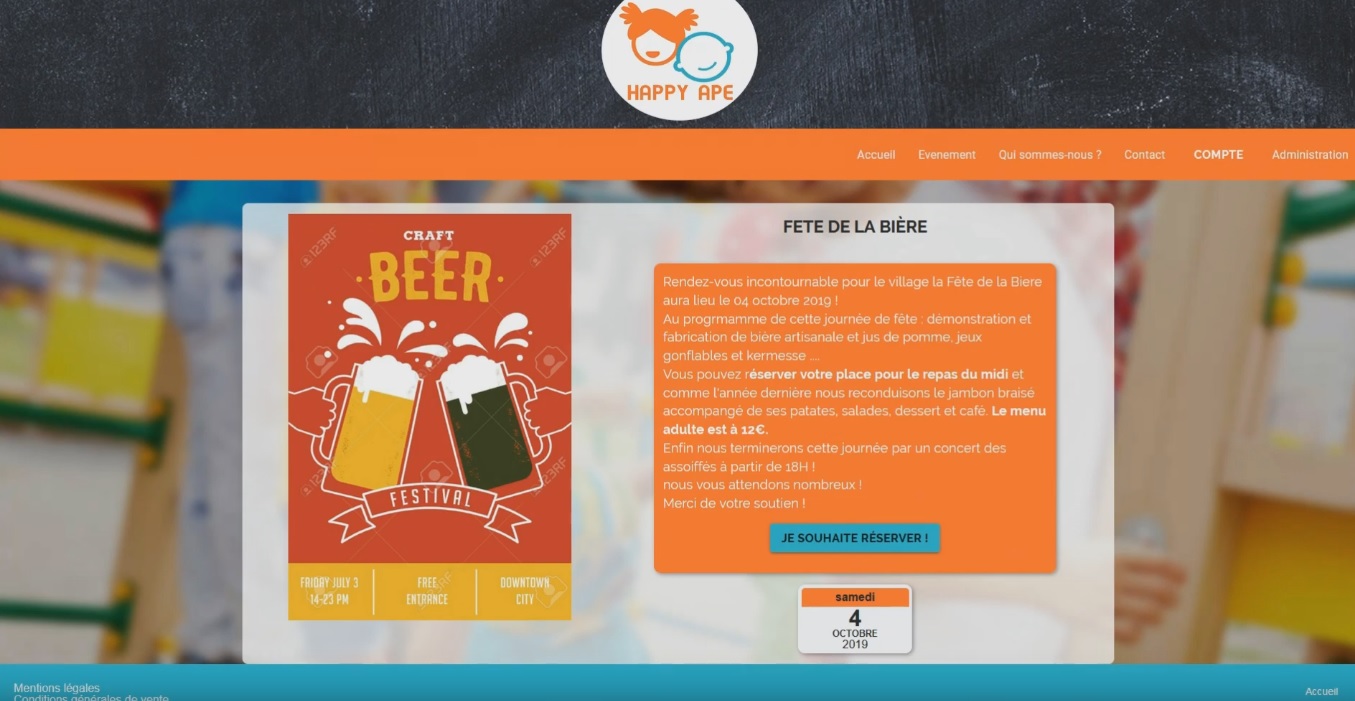 HAPPY APE
Accueil Evenement Qui sommes-nous ? Contact COMPTE Administration
CRAFT
BEER
FESTIVAL
FRIDAY JULY 3
14-23 PM
FREE
ENTRANCE
DOWNTOWN
CITY
123RF
123RF
123RF
123RF
123RF
FETE DE LA BIÈRE
Rendez-vous incontournable pour le village la Fête de la Biere
aura lieu le 04 octobre 2019 !
Au progrmamme de cette journée de fête : démonstration et
fabrication de bière artisanale et jus de pomme, jeux
gonflables et kermesse ....
Vous pouvez réserver votre place pour le repas du midi et
comme l'année dernière nous reconduisons le jambon braisé
accompangé de ses patates, salades, dessert et café. Le menu
adulte est à 12€.
Enfin nous terminerons cette journée par un concert des
assoiffés à partir de 18H !
nous vous attendons nombreux !
Merci de votre soutien !
JE SOUHAITE RÉSERVER !
samedi
4
OCTOBRE
2019
Mentions légales
Conditions générales de vente
Accueil